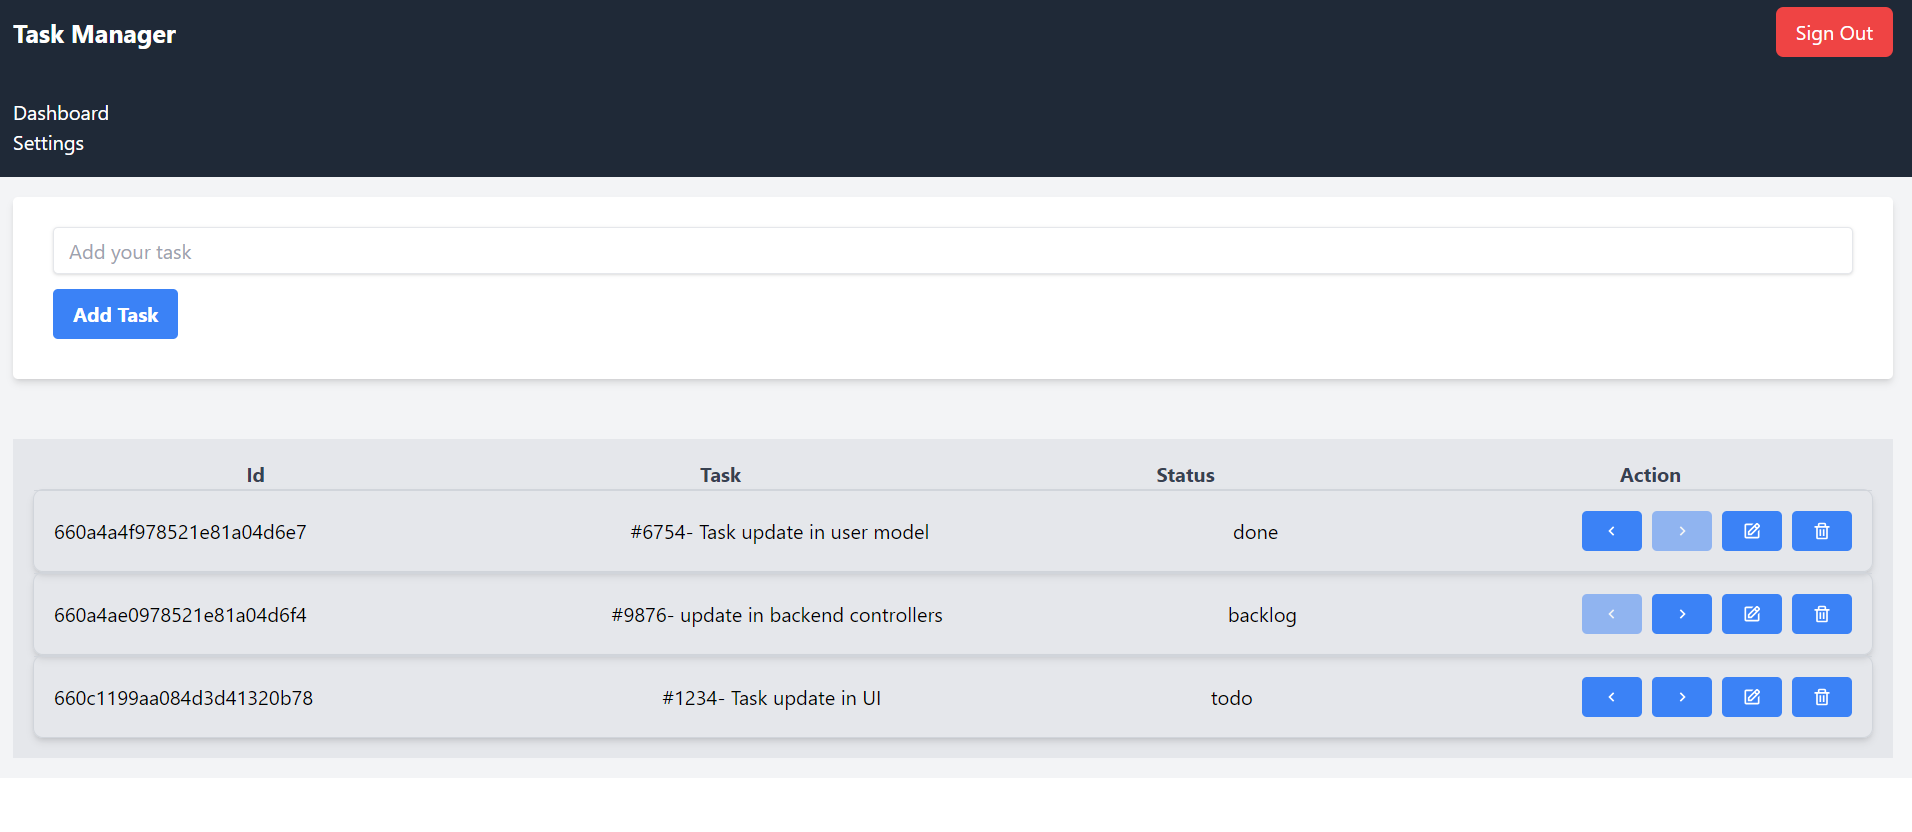 Task Manager
Sign Out
Dashboard
Settings
Add your task
Add Task
Id Task Status Action
660a4a4f978521e81a04d6e7 #6754- Task update in user model done
660a4ae0978521e81a04d6f4 #9876- update in backend controllers backlog
660c1199aa084d3d41320b78 #1234- Task update in UI todo